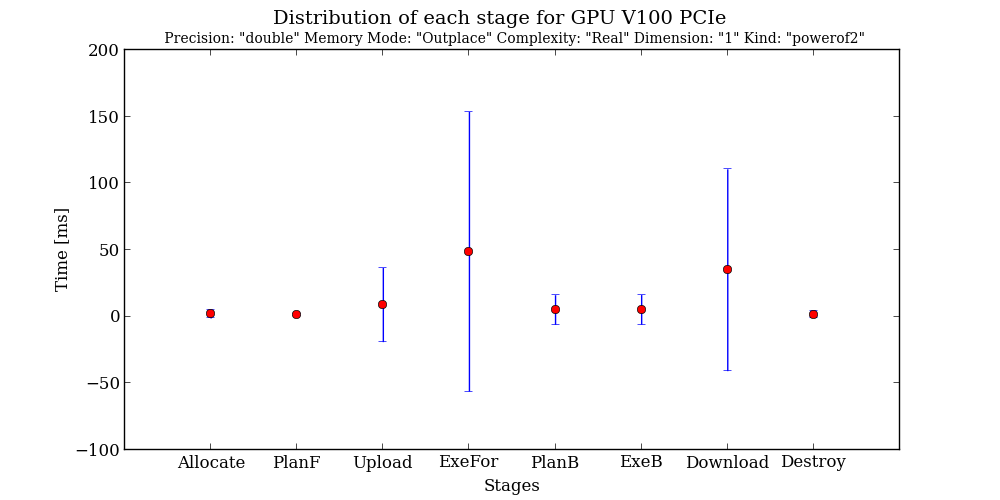 Distribution of each stage for GPU V100 PCIe
Precision: "double" Memory Mode: "Outplace" Complexity: "Real" Dimension: "1" Kind: "powerof2"
200
150
100
50
0
−50
−100
Time [ms]
Allocate PlanF Upload ExeFor PlanB ExeB Download Destroy
Stages